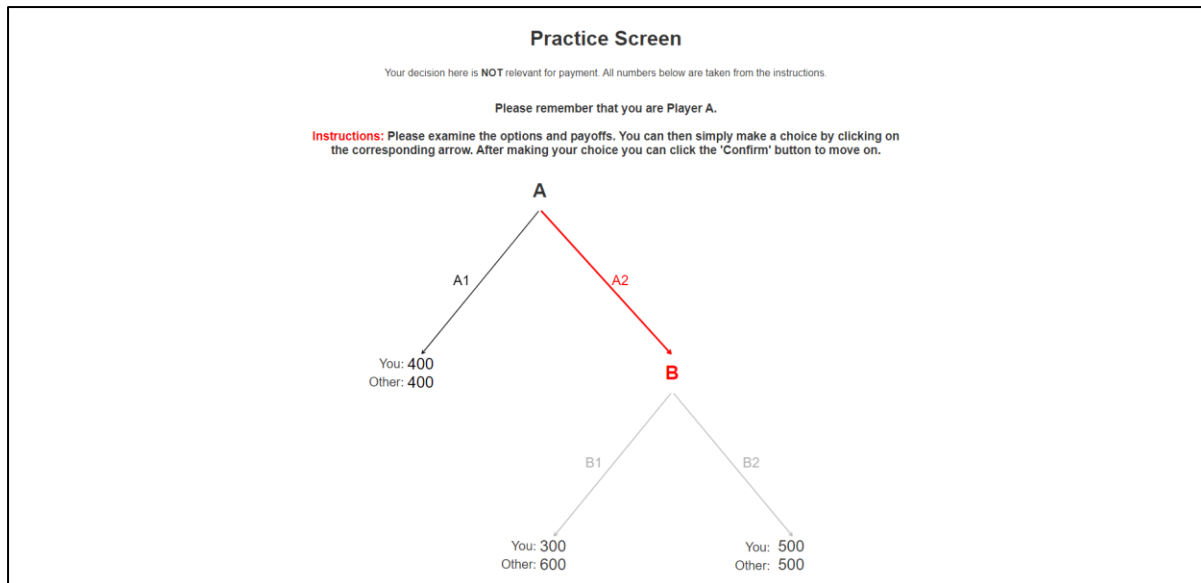 Practice Screen
Your decision here is NOT relevant for payment. All numbers below are taken from the instructions.
Please remember that you are Player A.
Instructions: Please examine the options and payoffs. You can then simply make a choice by clicking on
the corresponding arrow. After making your choice you can click the 'Confirm' button to move on.
A
A1
A2
You: 400
Other: 400
B
B1
B2
You: 300
Other: 600
You: 500
Other: 500